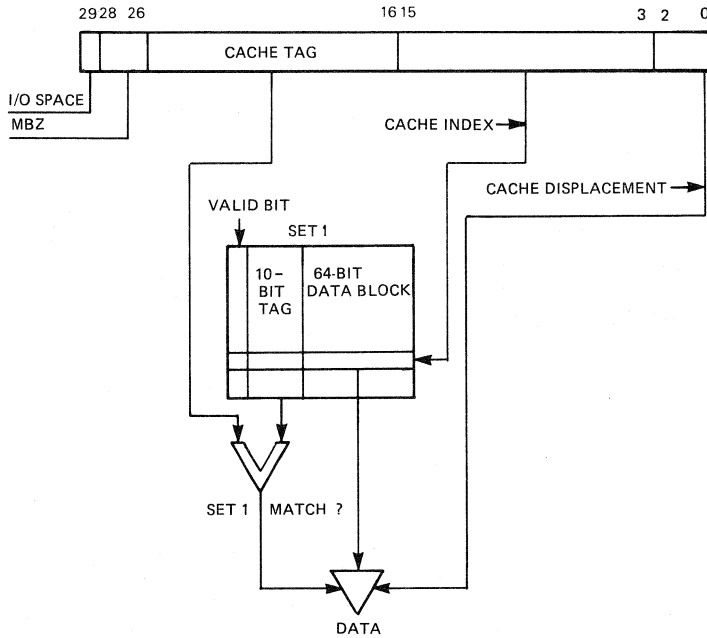 29 28 26 16 15 3 2 0
CACHE TAG
I/O SPACE
MBZ
CACHE INDEX
CACHE DISPLACEMENT
VALID BIT
SET 1
10-
BIT
TAG
64-BIT
DATA BLOCK
SET 1 MATCH ?
DATA